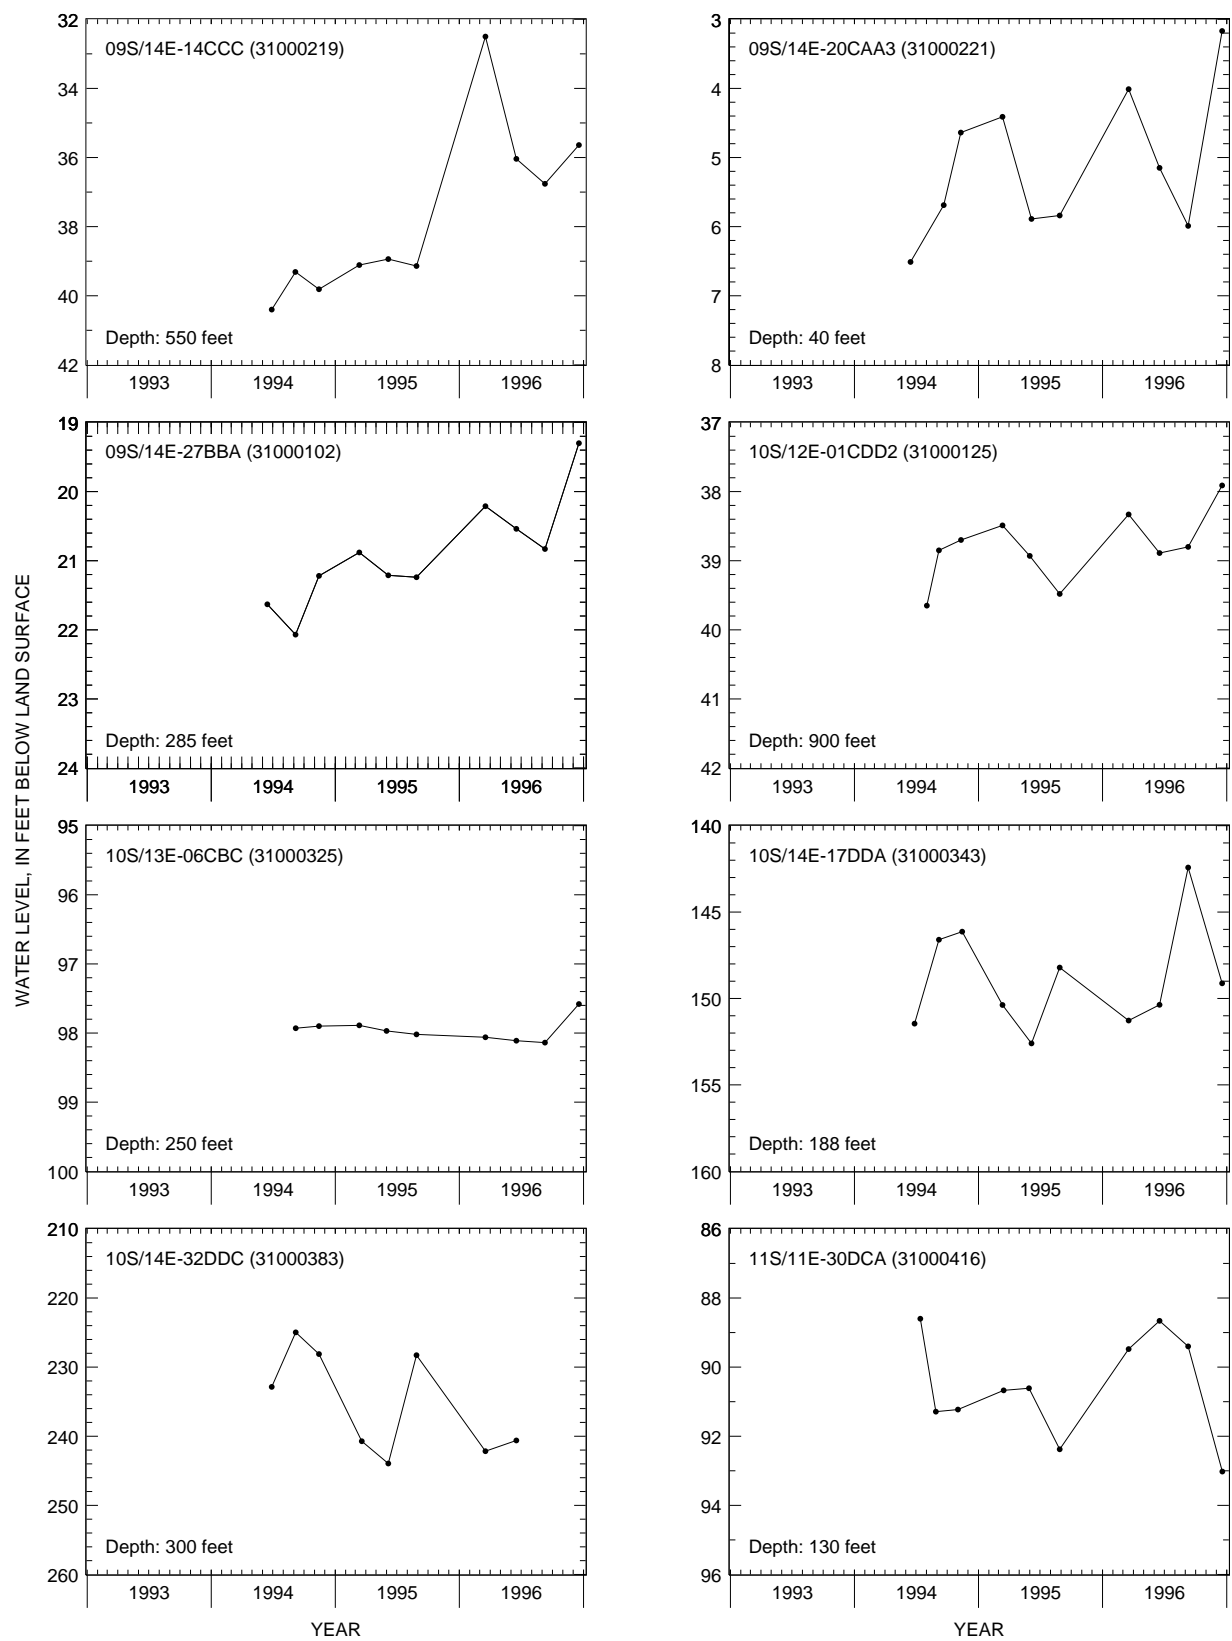 WATER LEVEL, IN FEET BELOW LAND SURFACE
09S/14E-14CCC (31000219)
32
34
36
38
40
42
Depth: 550 feet
1993 1994 1995 1996
09S/14E-20CAA3 (31000221)
3
4
5
6
7
8
Depth: 40 feet
1993 1994 1995 1996
09S/14E-27BBA (31000102)
19
20
21
22
23
24
Depth: 285 feet
1993 1994 1995 1996
10S/12E-01CDD2 (31000125)
37
38
39
40
41
42
Depth: 900 feet
1993 1994 1995 1996
10S/13E-06CBC (31000325)
95
96
97
98
99
100
Depth: 250 feet
1993 1994 1995 1996
10S/14E-17DDA (31000343)
140
145
150
155
160
Depth: 188 feet
1993 1994 1995 1996
10S/14E-32DDC (31000383)
210
220
230
240
250
260
Depth: 300 feet
1993 1994 1995 1996
YEAR
11S/11E-30DCA (31000416)
86
88
90
92
94
96
Depth: 130 feet
1993 1994 1995 1996
YEAR